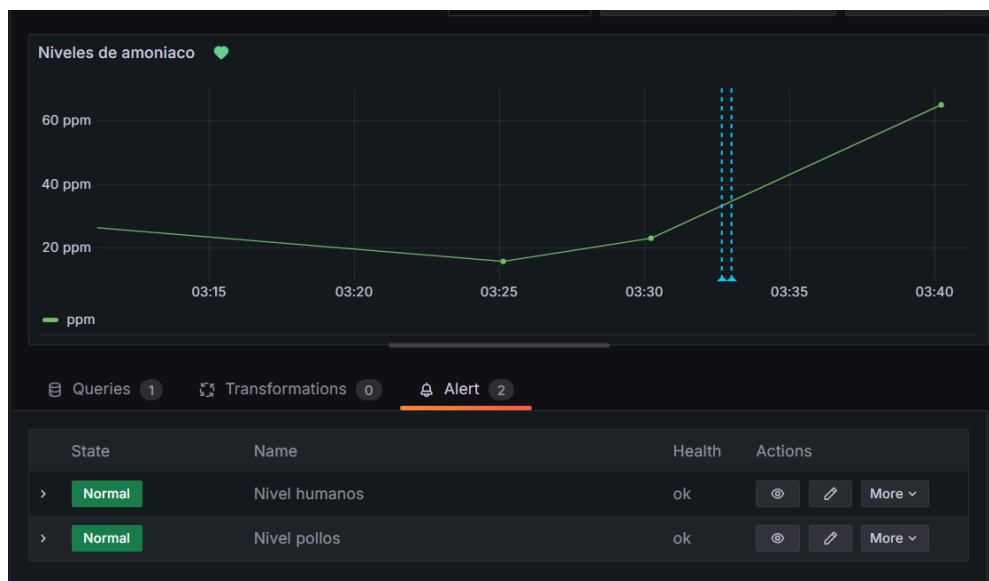 Niveles de amoniaco
60 ppm
40 ppm
20 ppm
03:15 03:20 03:25 03:30 03:35 03:40
ppm
Queries 1 Transformations 0 Alert 2
State Name Health Actions
Normal Nivel humanos ok More
Normal Nivel pollos ok More